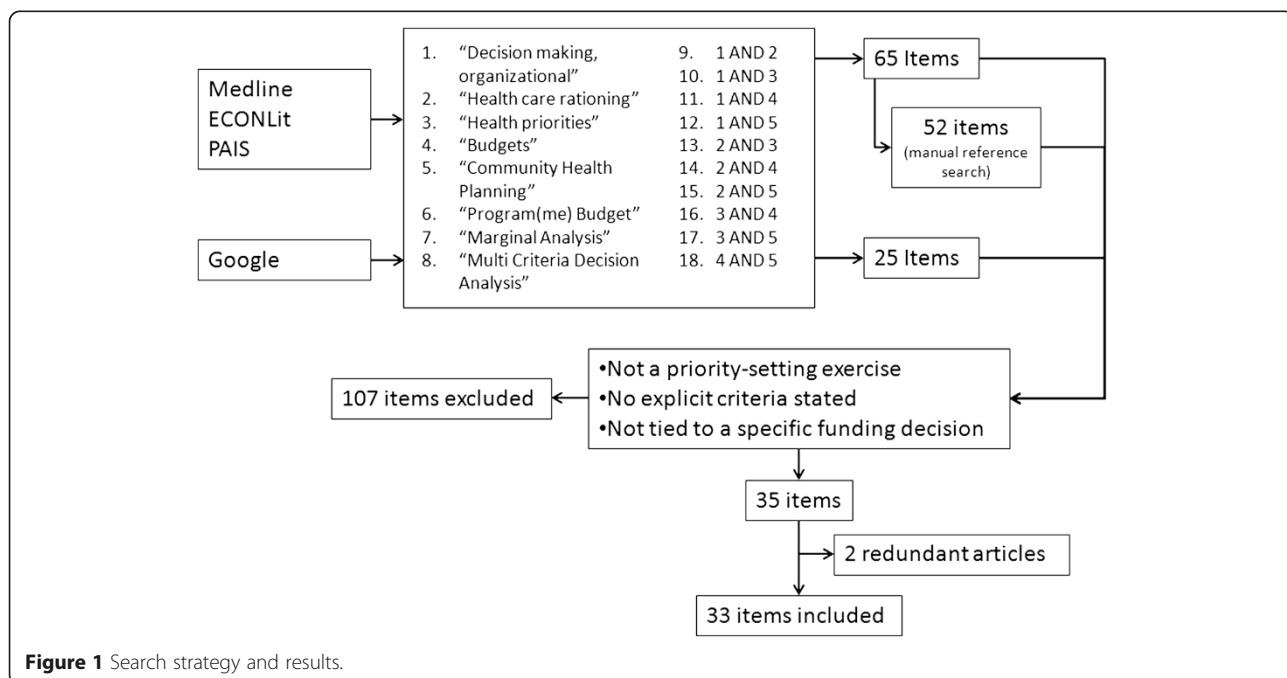 Medline
ECONLit
PAIS
Google
1. “Decision making,
organizational”
2. “Health care rationing”
3. “Health priorities”
4. “Budgets”
5. “Community Health
Planning”
6. “Program(me) Budget”
7. “Marginal Analysis”
8. “Multi Criteria Decision
Analysis”
9. 1 AND 2
10. 1 AND 3
11. 1 AND 4
12. 1 AND 5
13. 2 AND 3
14. 2 AND 4
15. 2 AND 5
16. 3 AND 4
17. 3 AND 5
18. 4 AND 5
65 Items
52 items
(manual reference
search)
25 Items
•Not a priority-setting exercise
•No explicit criteria stated
•Not tied to a specific funding decision
107 items excluded
35 items
2 redundant articles
33 items included
Figure 1 Search strategy and results.